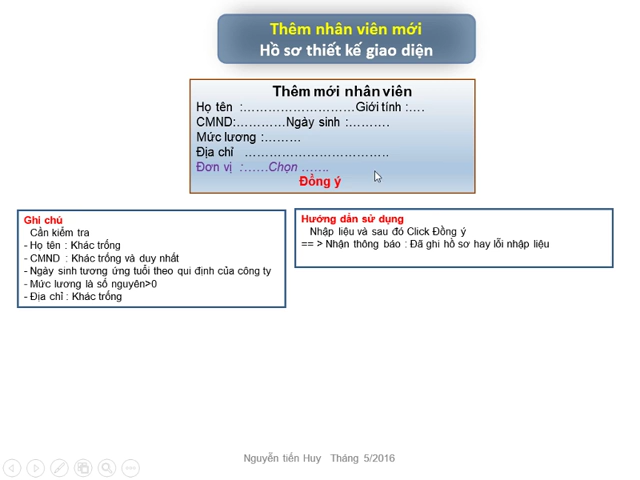 Thêm nhân viên mới
Hồ sơ thiết kế giao diện
Thêm mới nhân viên
Họ tên :………………………Giới tính :….
CMND:…………Ngày sinh :……….
Mức lương :………
Địa chỉ ……………………………..
Đơn vị :……Chọn …….
Đồng ý
Ghi chú
Cần kiểm tra
- Họ tên : Khác trống
- CMND : Khác trống và duy nhất
- Ngày sinh tương ứng tuổi theo qui định của công ty
- Mức lương là số nguyên>0
- Địa chỉ : Khác trống
Hướng dẩn sử dụng
Nhập liệu và sau đó Click Đồng ý
== > Nhận thông báo : Đã ghi hồ sơ hay lỗi nhập liệu
Nguyễn tiến Huy Tháng 5/2016